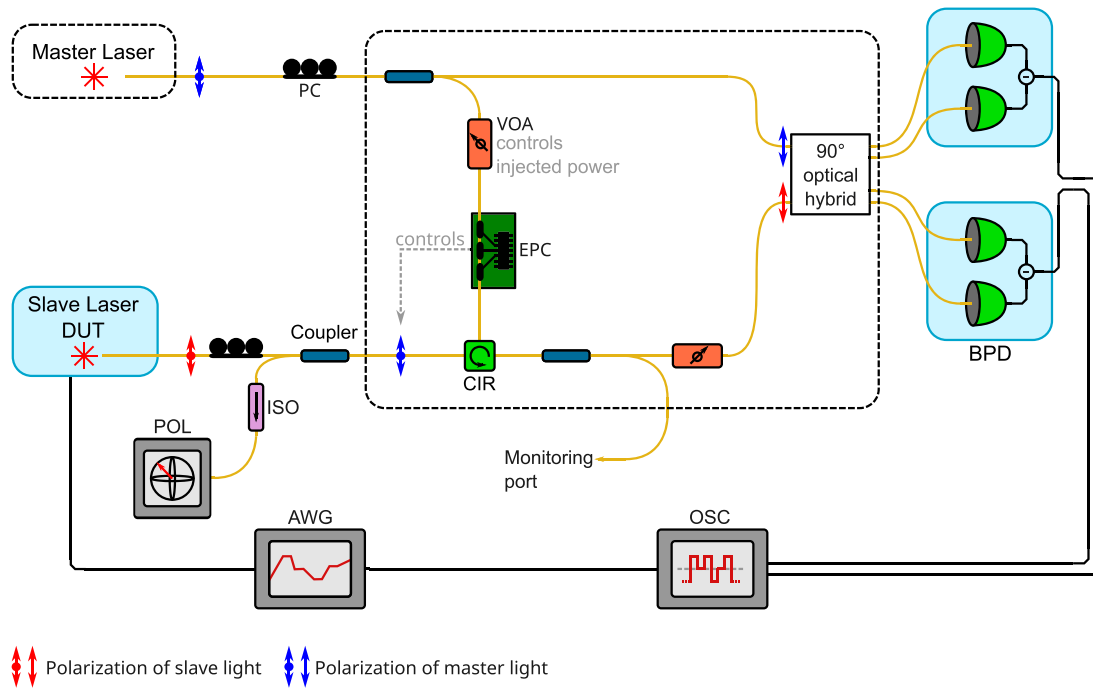 Master Laser
PC
VOA
controls
injected power
90°
optical
hybrid
controls
EPC
Slave Laser
DUT
Coupler
CIR
BPD
ISO
POL
Monitoring
port
AWG
OSC
Polarization of slave light
Polarization of master light